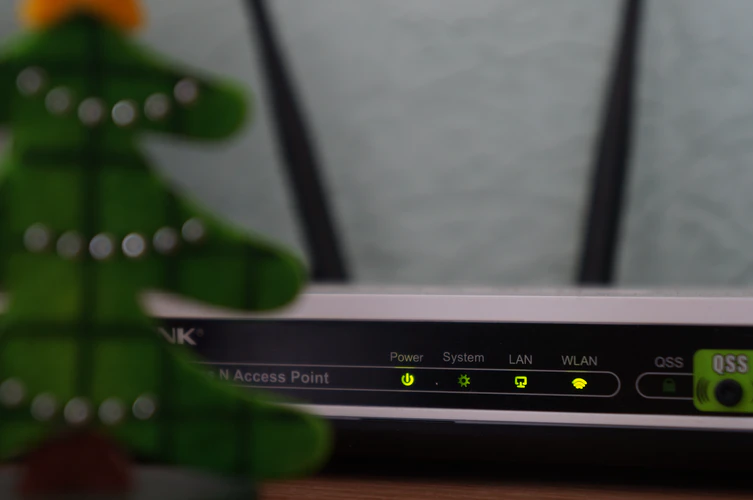 NK®
N Access Point
Power System LAN WLAN QSS
QSS